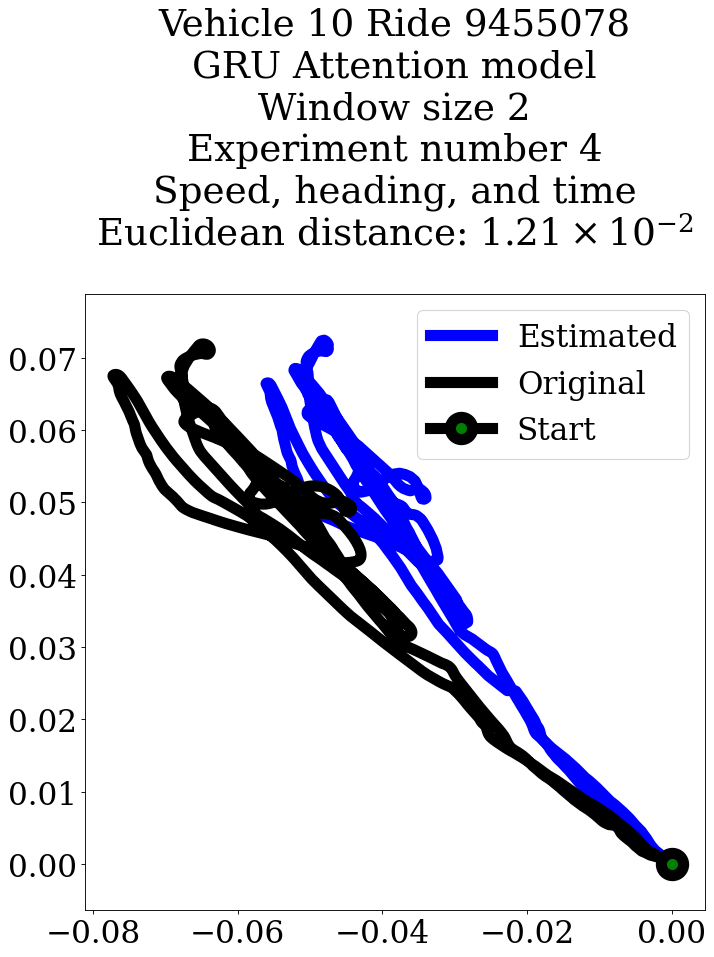 Vehicle 10 Ride 9455078
GRU Attention model
Window size 2
Experiment number 4
Speed, heading, and time
Euclidean distance: 1.21 × 10⁻²
Estimated
Original
Start
0.07
0.06
0.05
0.04
0.03
0.02
0.01
0.00
−0.08 −0.06 −0.04 −0.02 0.00